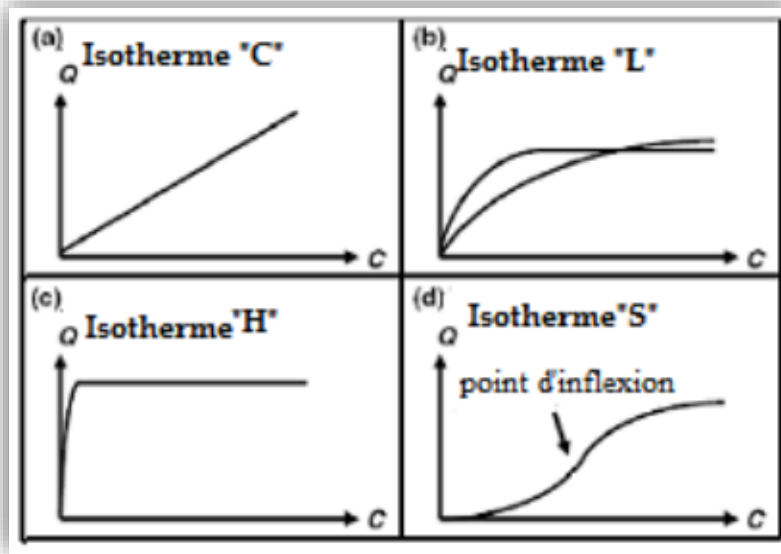 (a) Isotherme "C"
Q
C
(b) Isotherme "L"
Q
C
(c) Isotherme"H"
Q
C
(d) Isotherme"S"
Q
point d'inflexion
C